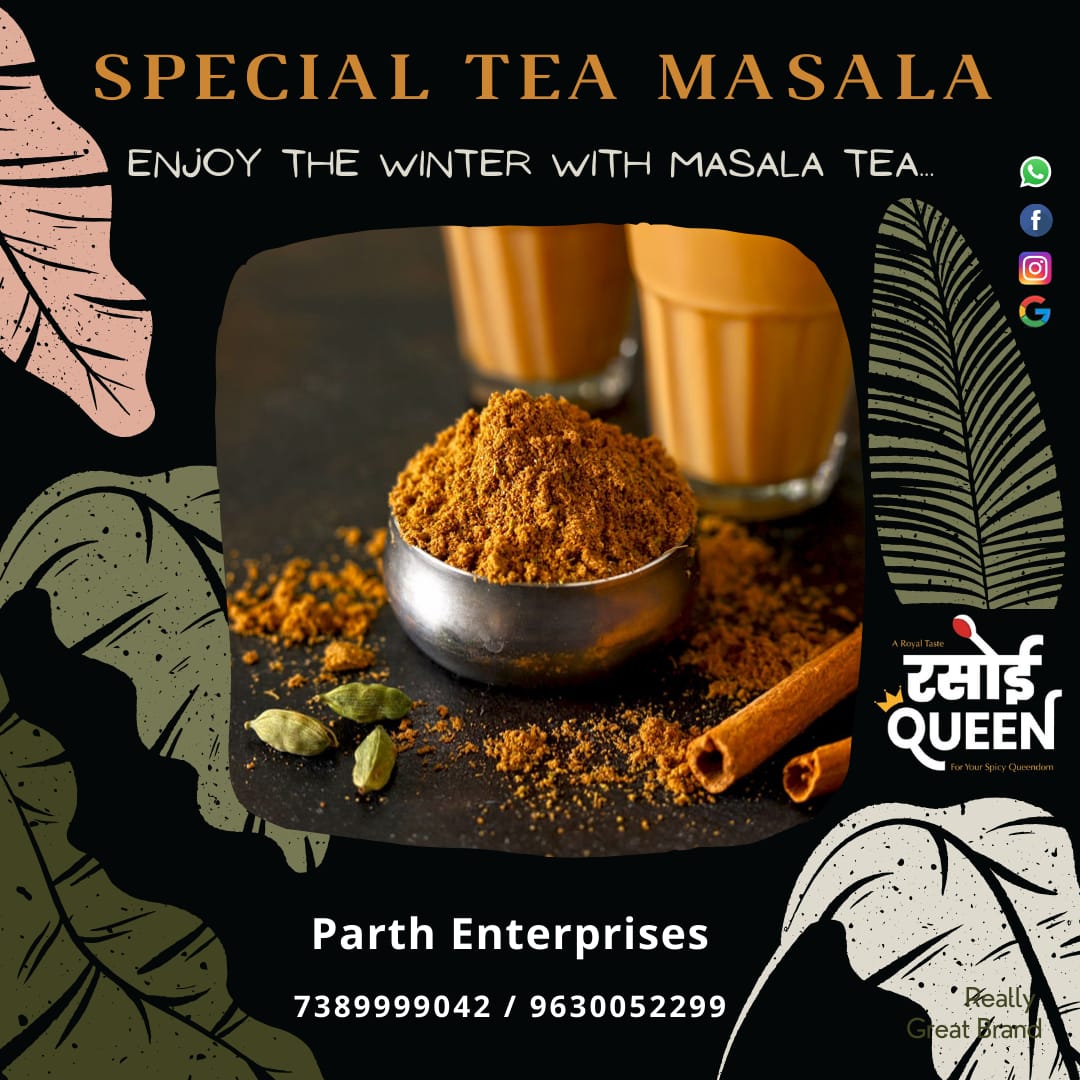 SPECIAL TEA MASALA
ENJOY THE WINTER WITH MASALA TEA...
A Royal Taste
रसोई
QUEEN
For Your Spicy Queendom
Parth Enterprises
7389999042 / 9630052299
Really
Great Brand